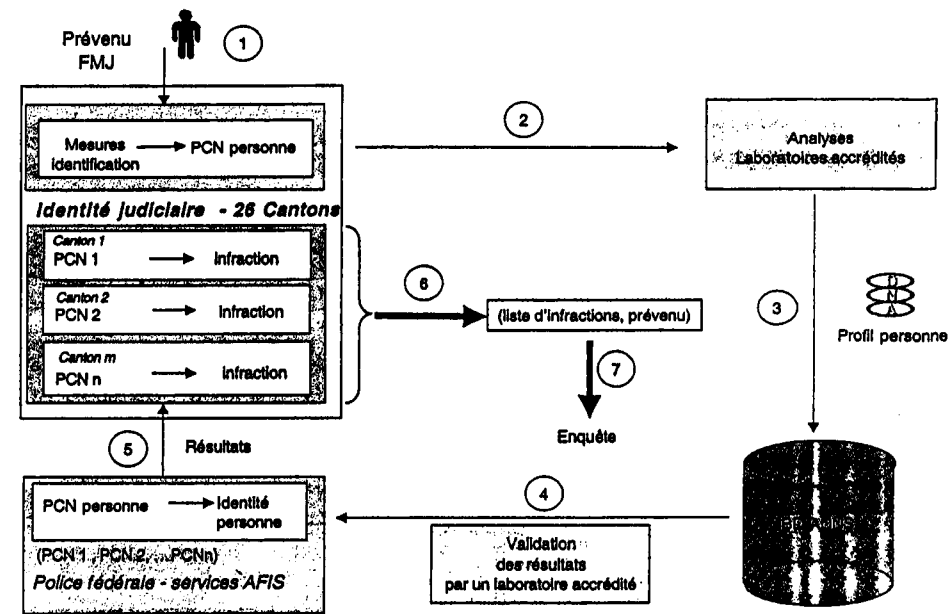 Prévenu
FMJ
1
Mesures identification → PCN personne
2
Analyses
Laboratoires accrédités
Identité judiciaire - 26 Cantons
Canton 1
PCN 1 → Infraction
Canton 2
PCN 2 → Infraction
Canton m
PCN n → Infraction
6
(liste d'infractions, prévenu)
3
DNA
Profil personne
7
Enquête
5
Résultats
PCN personne → Identité personne
(PCN 1, PCN 2, ...PCNn)
Police fédérale - services AFIS
4
Validation
des résultats
par un laboratoire accrédité